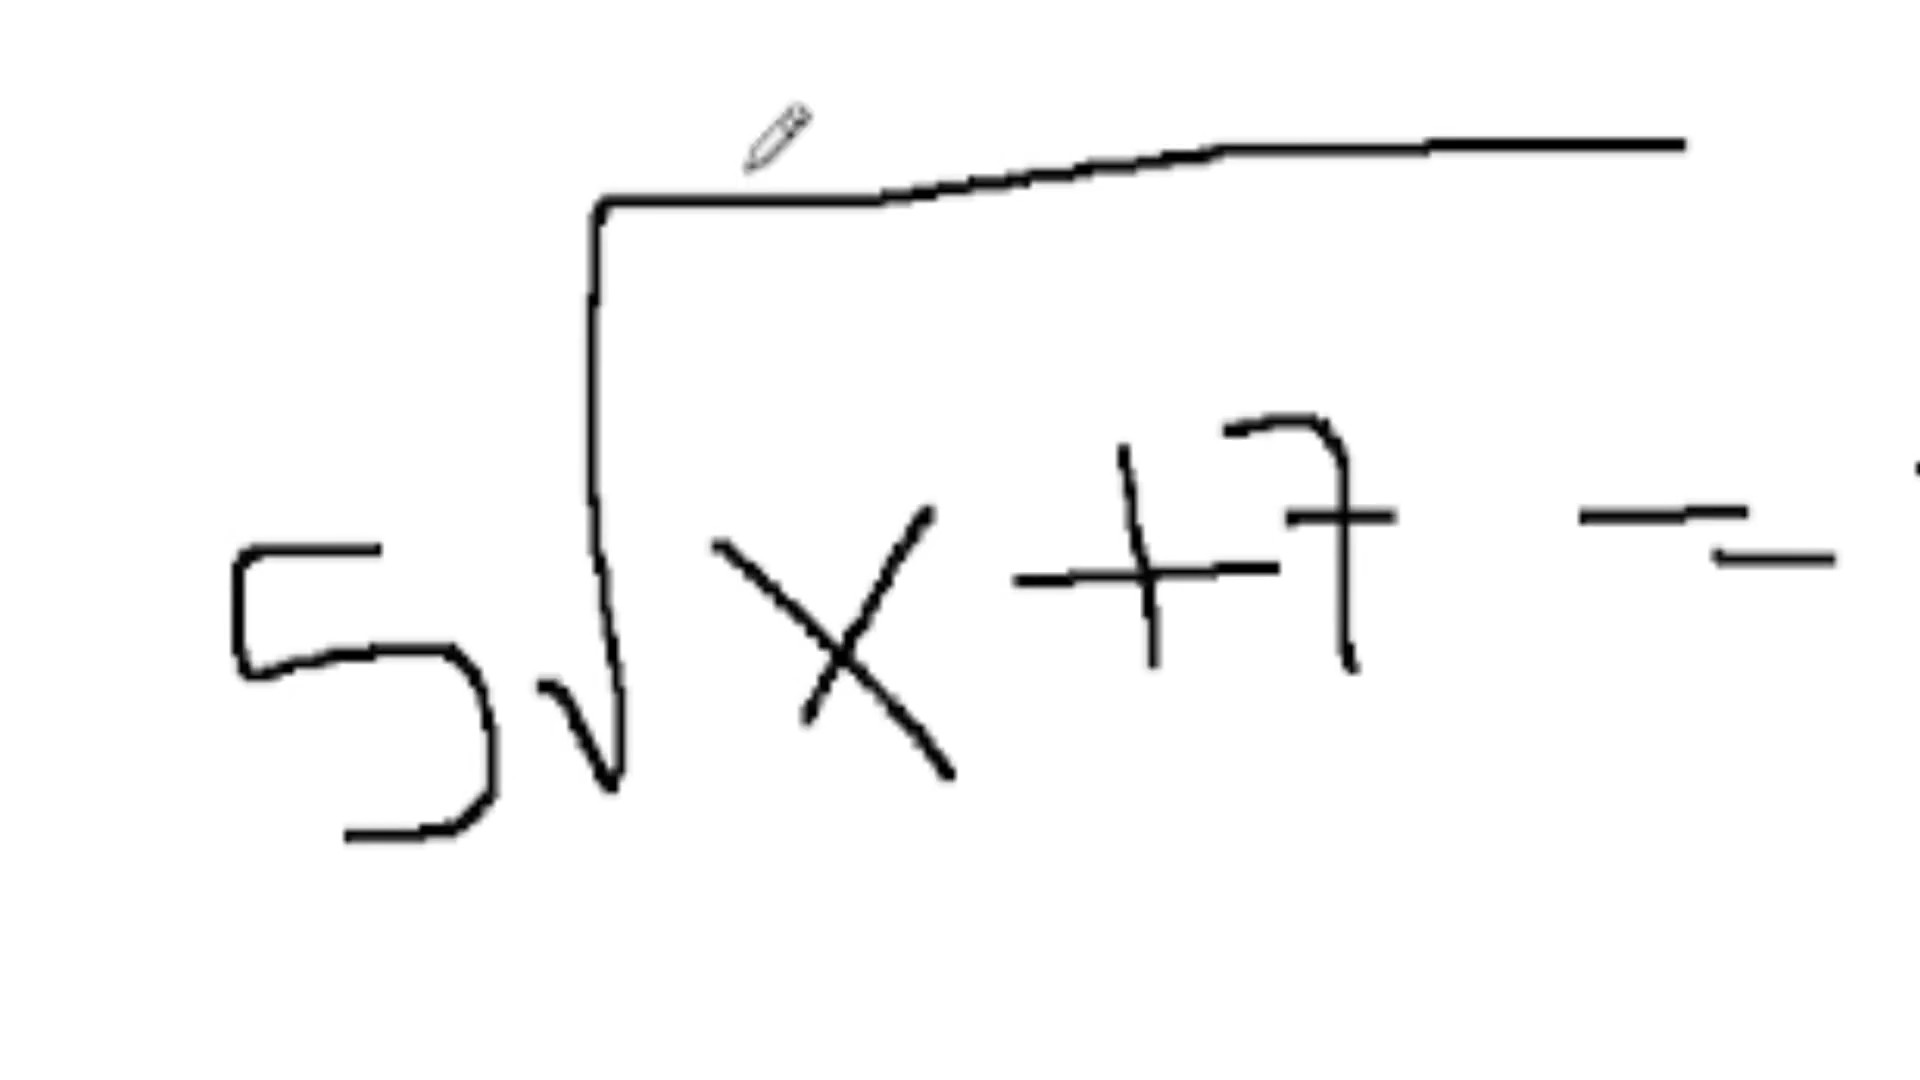 5√x+7 =